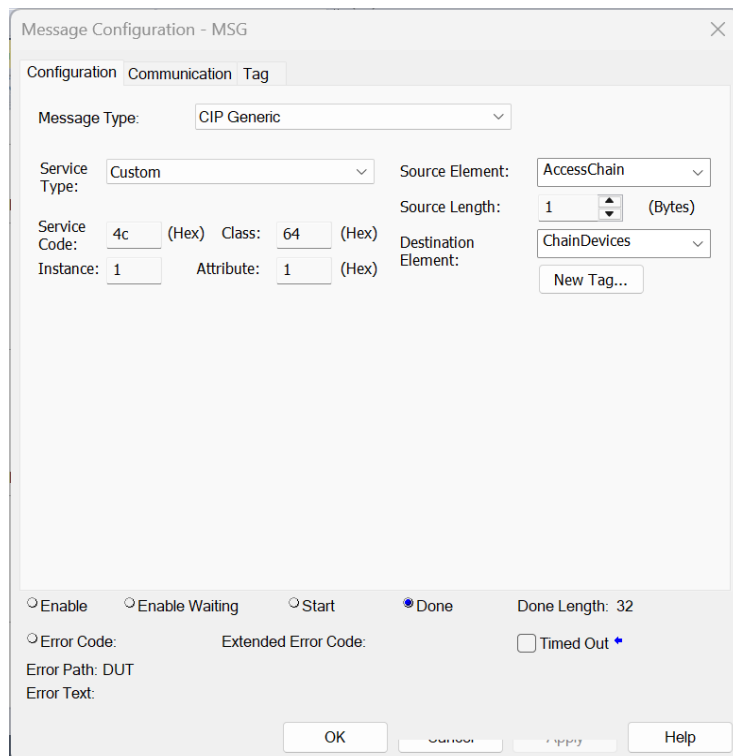 Message Configuration - MSG
Configuration Communication Tag
Message Type: CIP Generic
Service Type: Custom
Service Code: 4c (Hex) Class: 64 (Hex)
Instance: 1 Attribute: 1 (Hex)
Source Element: AccessChain
Source Length: 1 (Bytes)
Destination Element: ChainDevices
New Tag...
Enable Enable Waiting Start Done Done Length: 32
Error Code: Extended Error Code: Timed Out
Error Path: DUT
Error Text:
OK Cancel Apply Help